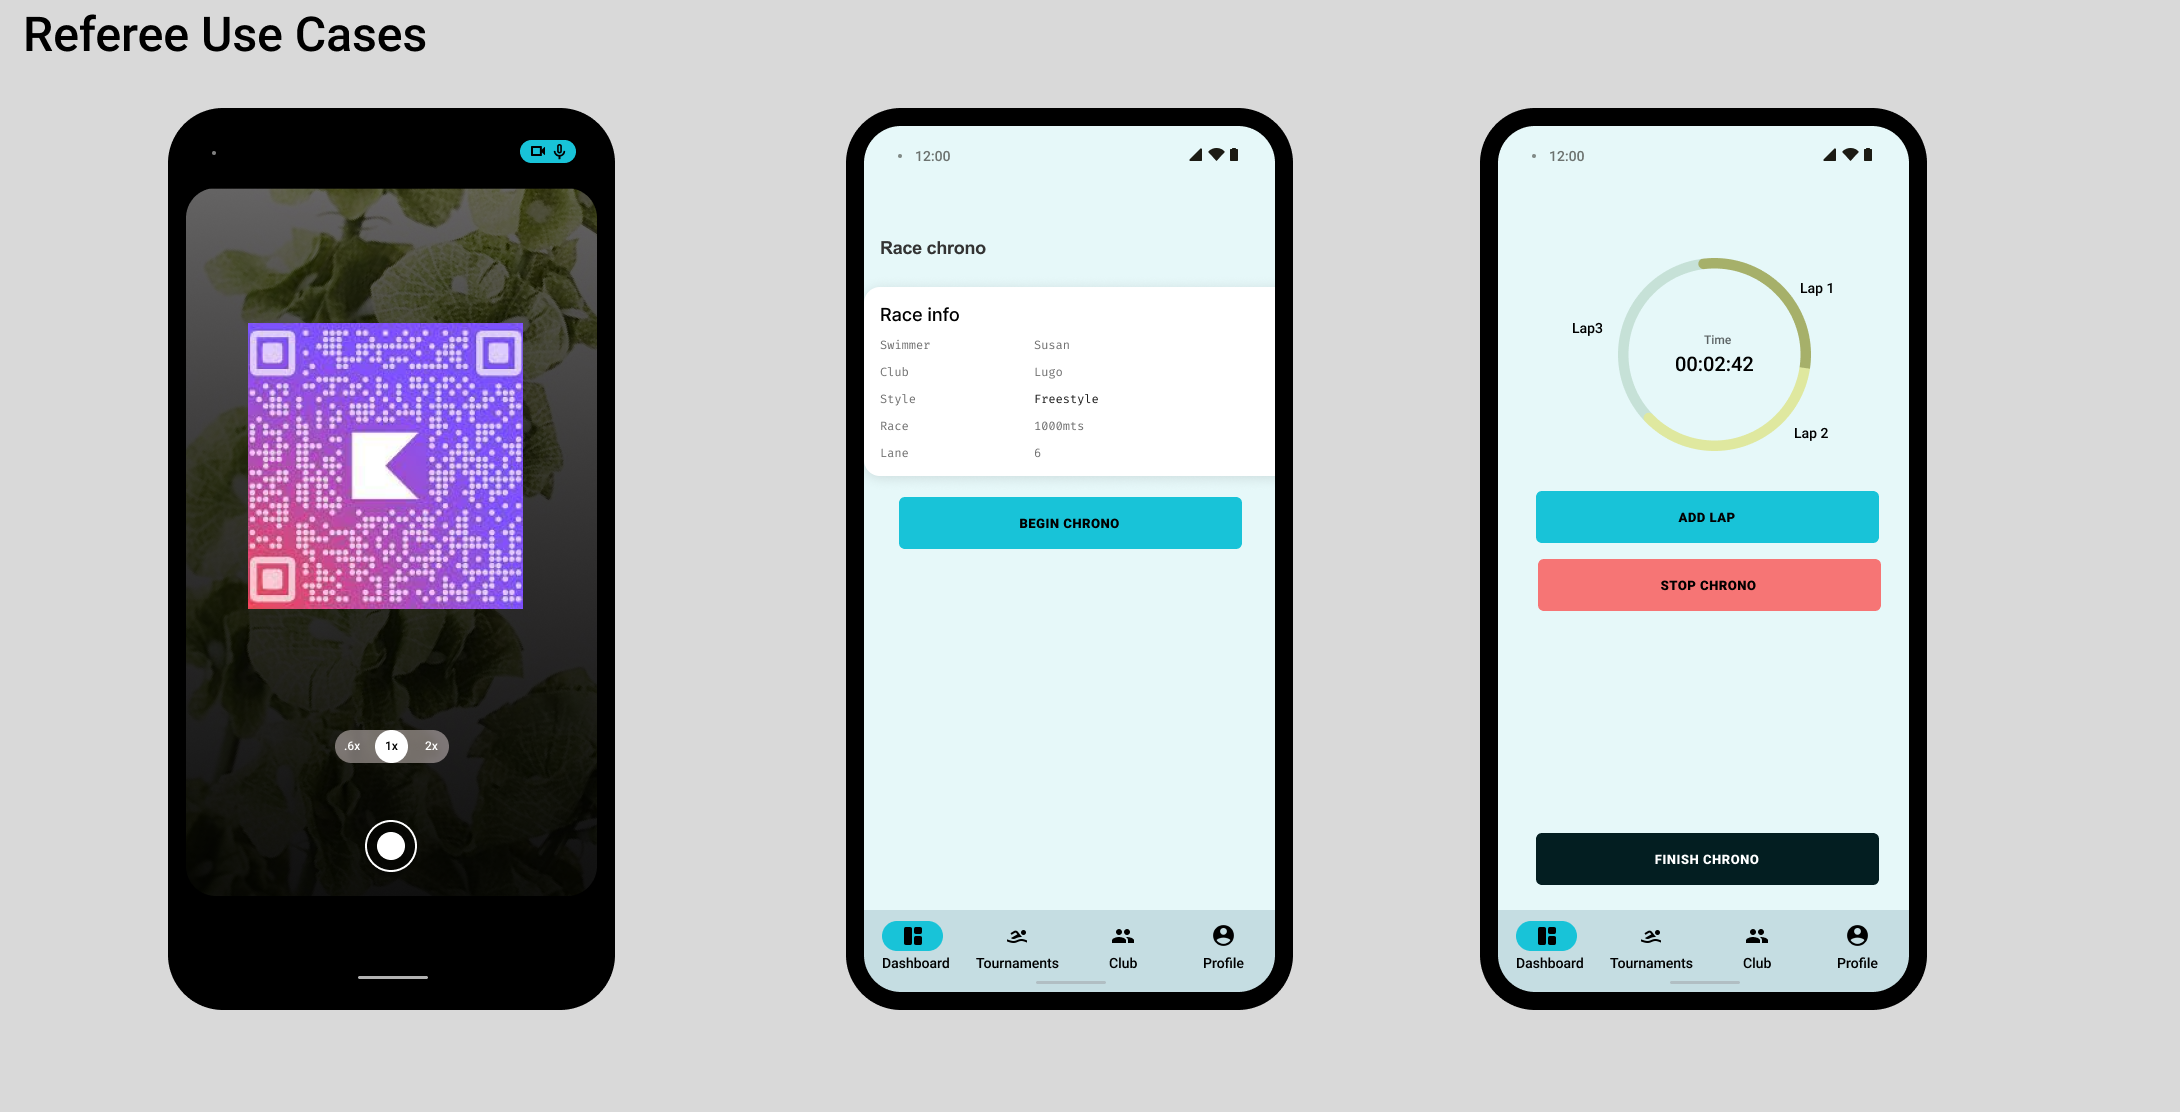 Referee Use Cases
.6x 1x 2x
12:00
Race chrono
Race info
Swimmer Susan
Club Lugo
Style Freestyle
Race 1000mts
Lane 6
BEGIN CHRONO
Dashboard Tournaments Club Profile
12:00
Lap 1
Lap3
Time
00:02:42
Lap 2
ADD LAP
STOP CHRONO
FINISH CHRONO
Dashboard Tournaments Club Profile